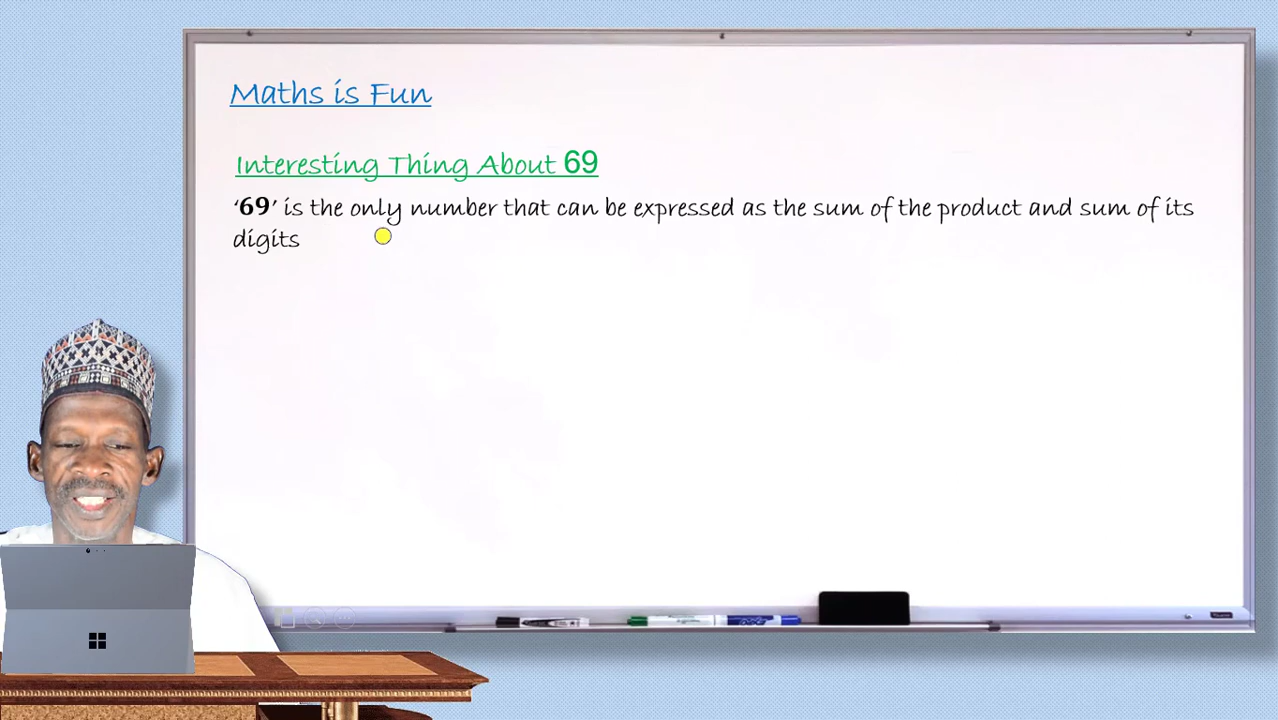 Maths is Fun
Interesting Thing About 69
‘69’ is the only number that can be expressed as the sum of the product and sum of its
digits